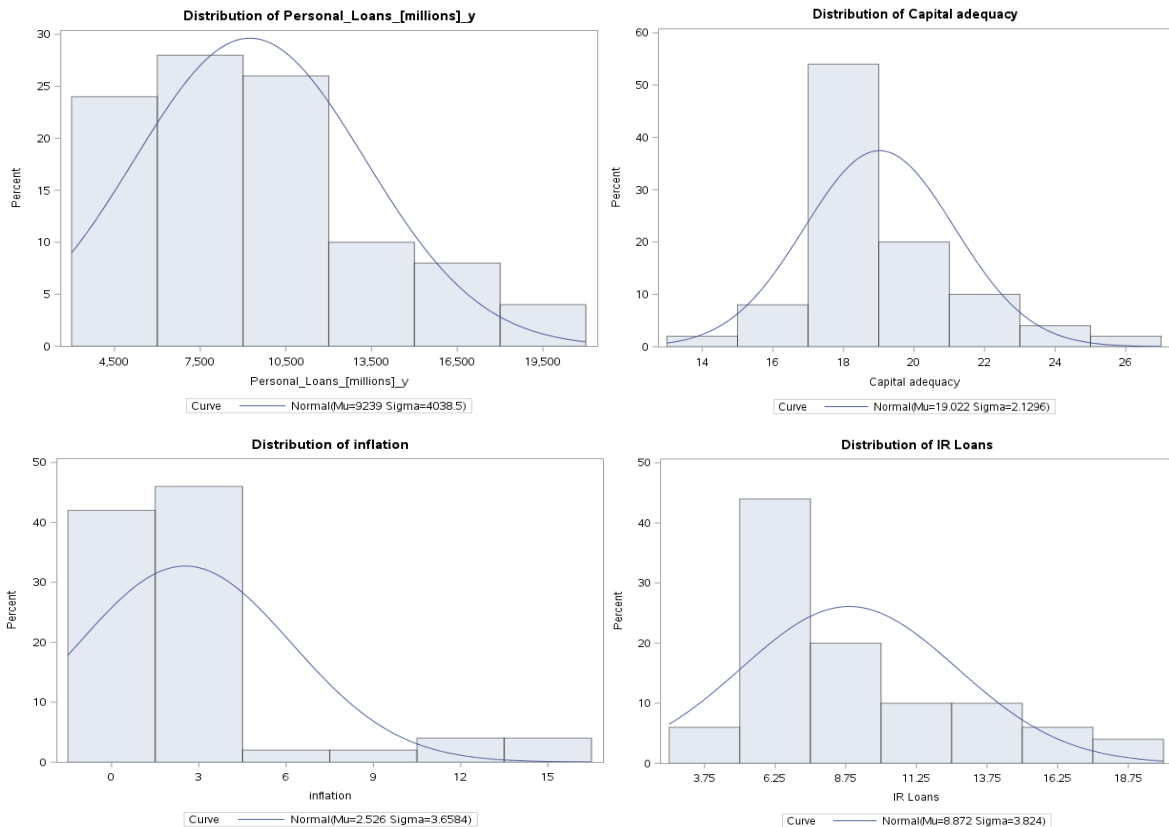 Distribution of Personal_Loans_[millions]_y
30
25
20
15
10
5
0
Percent
4,500 7,500 10,500 13,500 16,500 19,500
Personal_Loans_[millions]_y
Curve Normal(Mu=9239 Sigma=4038.5)
Distribution of Capital adequacy
60
50
40
30
20
10
0
Percent
14 16 18 20 22 24 26
Capital adequacy
Curve Normal(Mu=19.022 Sigma=2.1296)
Distribution of inflation
50
40
30
20
10
0
Percent
0 3 6 9 12 15
inflation
Curve Normal(Mu=2.526 Sigma=3.6584)
Distribution of IR Loans
50
40
30
20
10
0
Percent
3.75 6.25 8.75 11.25 13.75 16.25 18.75
IR Loans
Curve Normal(Mu=8.872 Sigma=3.824)